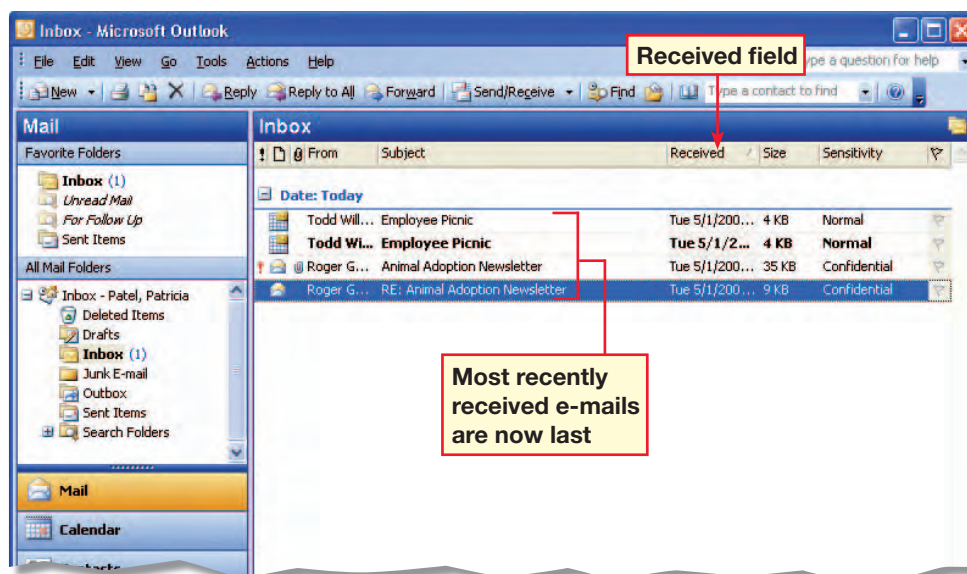 Inbox - Microsoft Outlook
File Edit View Go Tools Actions Help
Received field
ype a question for help
New Reply Reply to All Forward Send/Receive Find Type a contact to find
Mail
Inbox
Favorite Folders
From Subject Received Size Sensitivity
Inbox (1)
Unread Mail
For Follow Up
Sent Items
Date: Today
Todd Will... Employee Picnic Tue 5/1/200... 4 KB Normal
Todd Wi... Employee Picnic Tue 5/1/2... 4 KB Normal
Roger G... Animal Adoption Newsletter Tue 5/1/200... 35 KB Confidential
Roger G... RE: Animal Adoption Newsletter Tue 5/1/200... 9 KB Confidential
All Mail Folders
Inbox - Patel, Patricia
Deleted Items
Drafts
Inbox (1)
Junk E-mail
Outbox
Sent Items
Search Folders
Most recently
received e-mails
are now last
Mail
Calendar